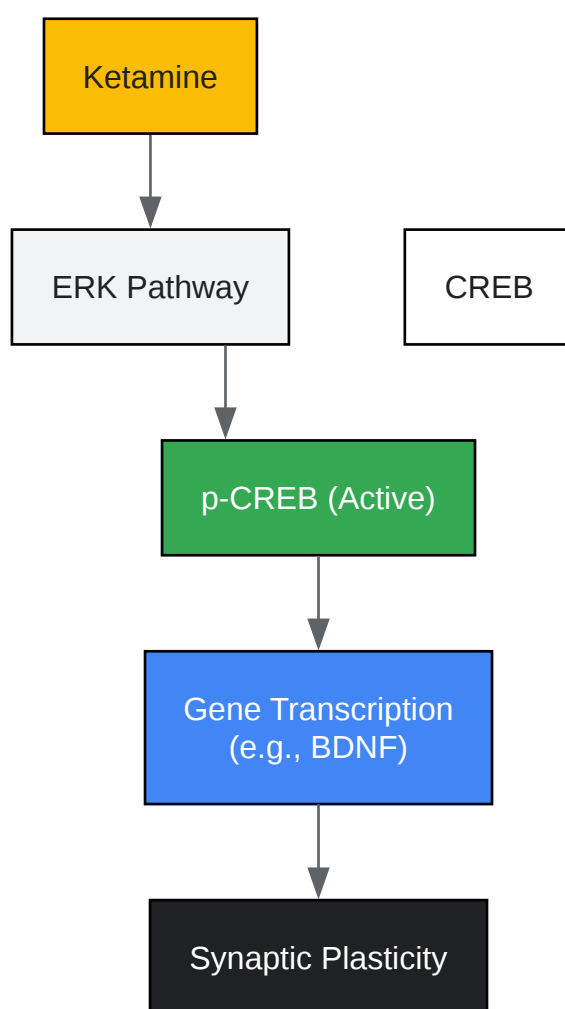 Ketamine
ERK Pathway
CREB
p-CREB (Active)
Gene Transcription
(e.g., BDNF)
Synaptic Plasticity